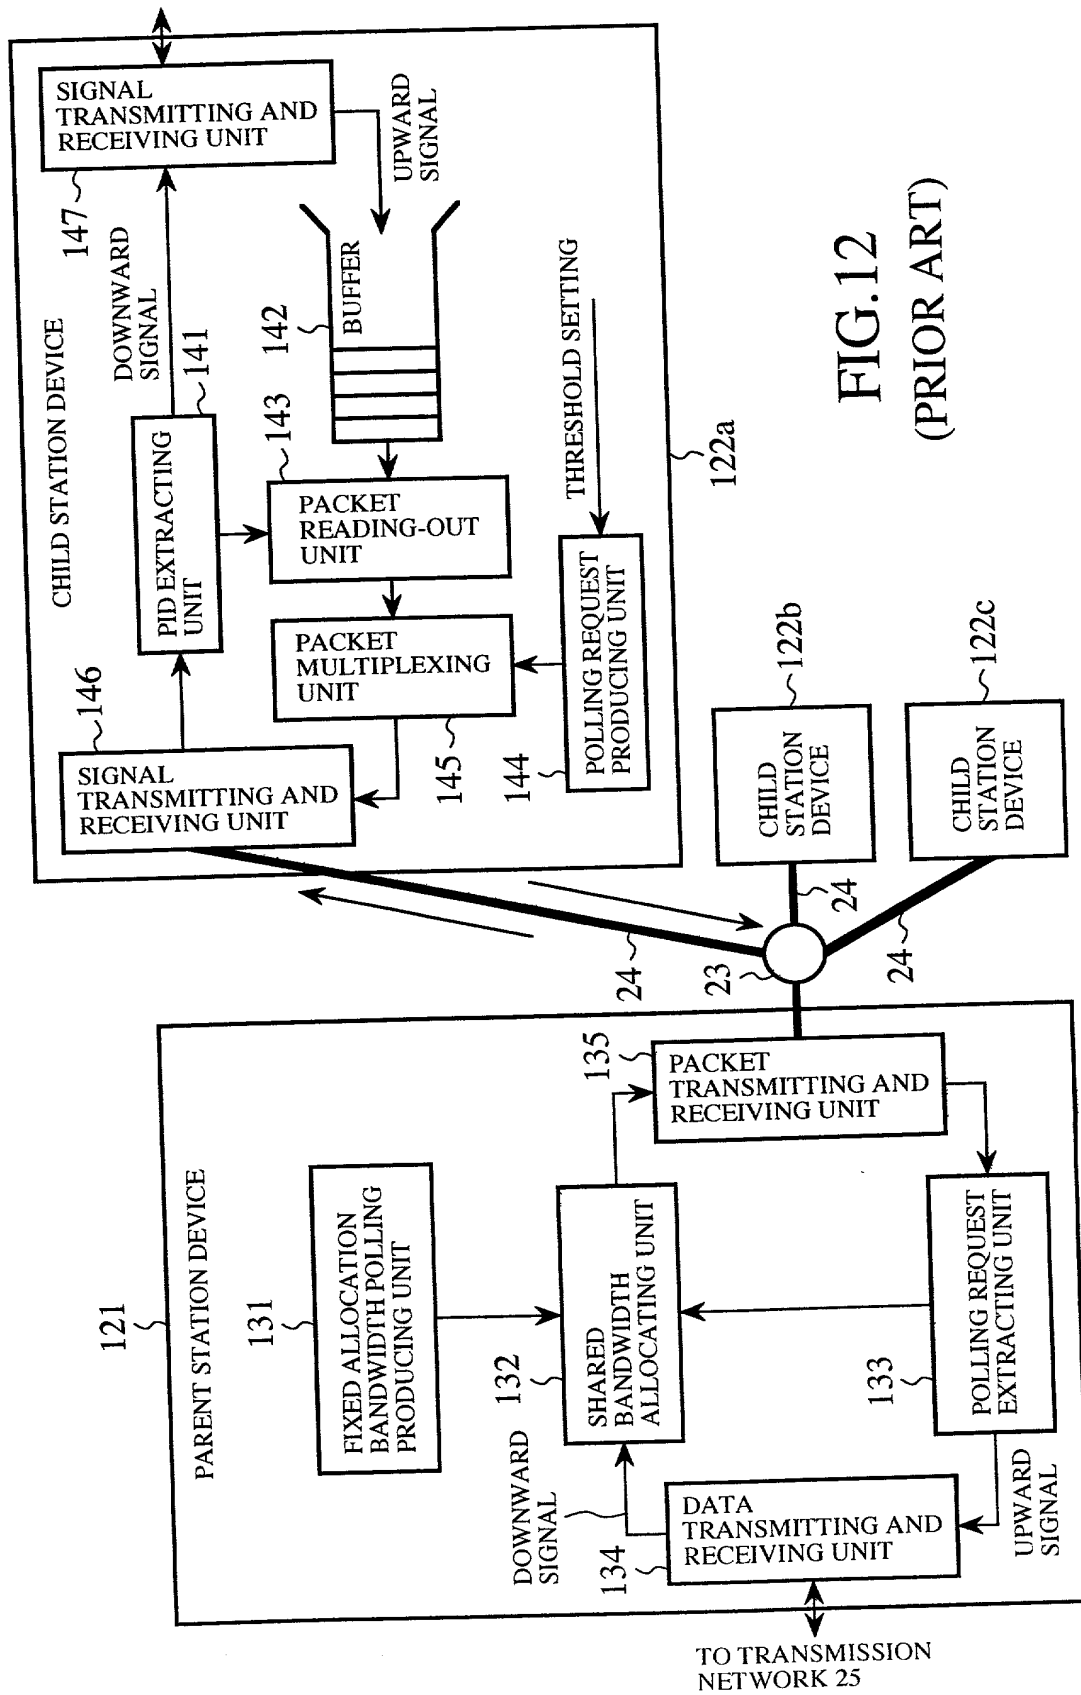 121
PARENT STATION DEVICE
131
FIXED ALLOCATION
BANDWIDTH POLLING
PRODUCING UNIT
DOWNWARD
SIGNAL
132
SHARED
BANDWIDTH
ALLOCATING UNIT
134
DATA
TRANSMITTING AND
RECEIVING UNIT
135
PACKET
TRANSMITTING AND
RECEIVING UNIT
133
POLLING REQUEST
EXTRACTING UNIT
UPWARD
SIGNAL
TO TRANSMISSION
NETWORK 25
23
24
24
24
CHILD STATION DEVICE
146
SIGNAL
TRANSMITTING AND
RECEIVING UNIT
PID EXTRACTING
UNIT
141
DOWNWARD
SIGNAL
147
SIGNAL
TRANSMITTING AND
RECEIVING UNIT
UPWARD
SIGNAL
142
BUFFER
143
PACKET
READING-OUT
UNIT
PACKET
MULTIPLEXING
UNIT
145
144
POLLING REQUEST
PRODUCING UNIT
THRESHOLD SETTING
122a
122b
CHILD
STATION
DEVICE
122c
CHILD
STATION
DEVICE
FIG.12
(PRIOR ART)